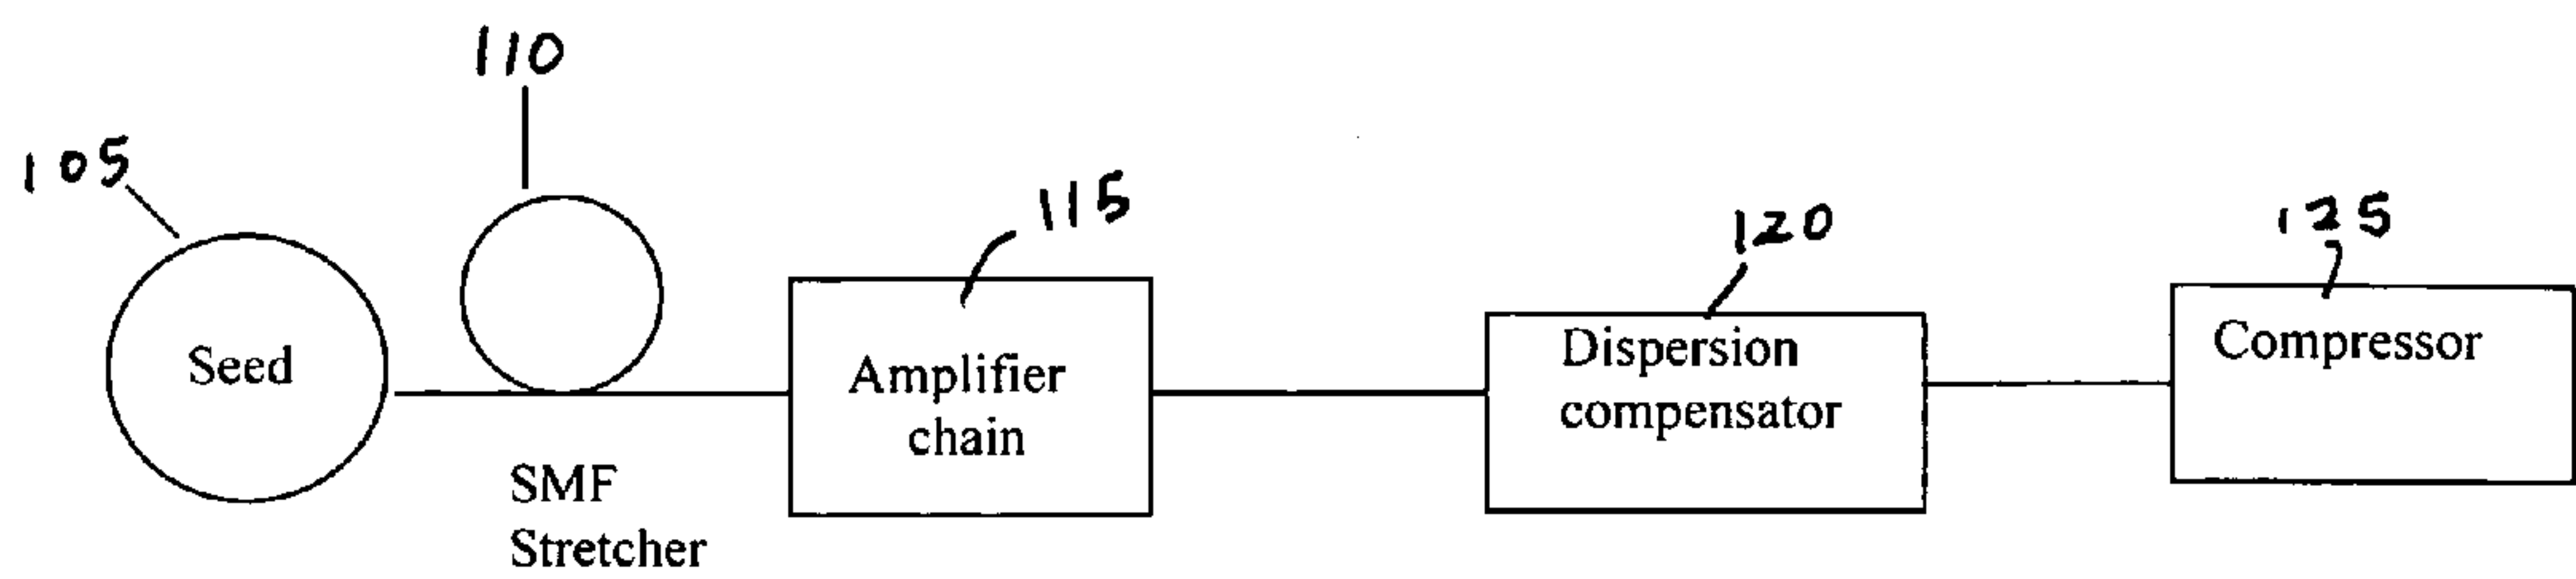 110
105
115
120
125
Seed
SMF
Stretcher
Amplifier
chain
Dispersion
compensator
Compressor